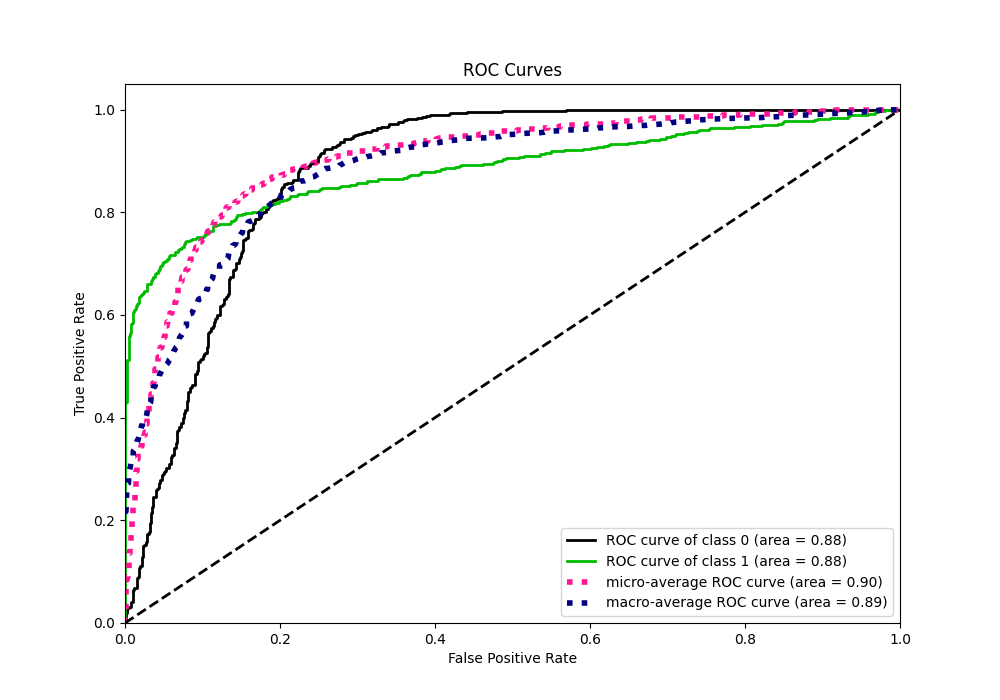 ROC Curves
True Positive Rate
1.0
0.8
0.6
0.4
0.2
0.0
0.0 0.2 0.4 0.6 0.8 1.0
False Positive Rate
ROC curve of class 0 (area = 0.88)
ROC curve of class 1 (area = 0.88)
micro-average ROC curve (area = 0.90)
macro-average ROC curve (area = 0.89)